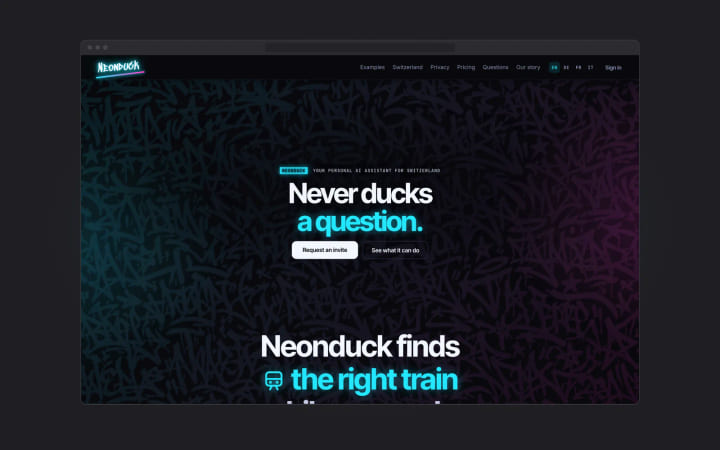 NEONDUCK
Examples Switzerland Privacy Pricing Questions Our story EN DE FR IT Sign in
NEONDUCK YOUR PERSONAL AI ASSISTANT FOR SWITZERLAND
Never ducks
a question.
Request an invite See what it can do
Neonduck finds
the right train